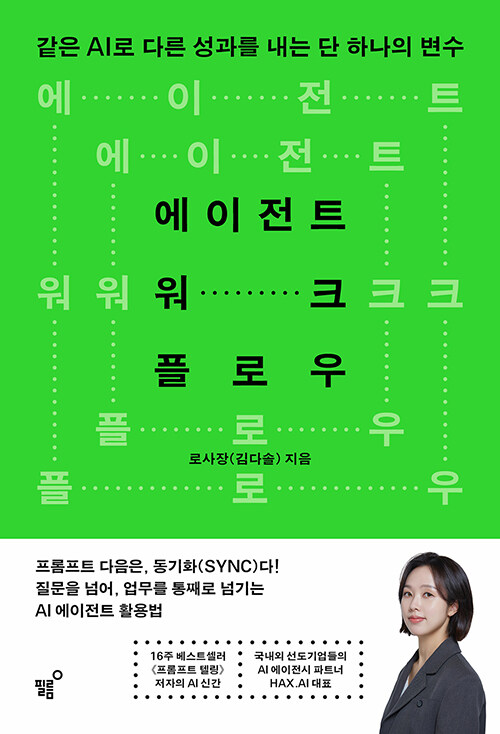 같은 AI로 다른 성과를 내는 단 하나의 변수
에 이 전 트
에 이 전 트
에 이 전 트
워 워 워 크 크 크
플 로 우
플 로 우
로사장(김다솔) 지음
플 로 우
프롬프트 다음은, 동기화(SYNC)다!
질문을 넘어, 업무를 통째로 넘기는
AI 에이전트 활용법
16주 베스트셀러
《프롬프트 텔링》
저자의 AI 신간
국내외 선도기업들의
AI 에이전시 파트너
HAX.AI 대표
필름